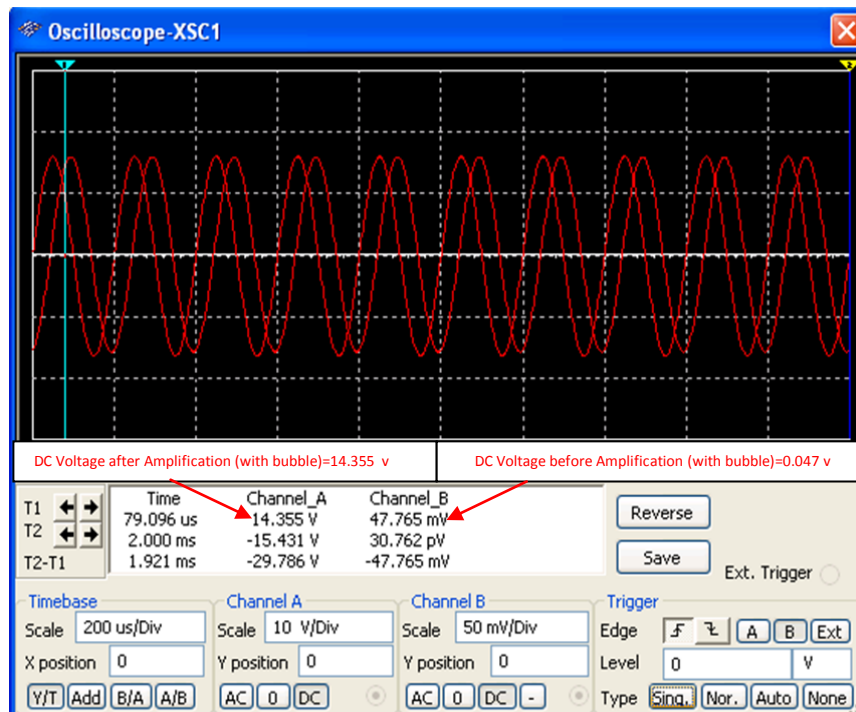 Oscilloscope-XSC1
1 2
DC Voltage after Amplification (with bubble)=14.355 v
DC Voltage before Amplification (with bubble)=0.047 v
Time Channel_A Channel_B
T1 79.096 us 14.355 V 47.765 mV
T2 2.000 ms -15.431 V 30.762 pV
T2-T1 1.921 ms -29.786 V -47.765 mV
Reverse
Save
Ext. Trigger
Timebase
Scale 200 us/Div
X position 0
Y/T Add B/A A/B
Channel A
Scale 10 V/Div
Y position 0
AC 0 DC
Channel B
Scale 50 mV/Div
Y position 0
AC 0 DC -
Trigger
Edge A B Ext
Level 0 V
Type Sing. Nor. Auto None